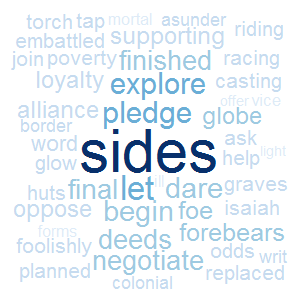 torch tap mortal asunder
embattled supporting riding
join poverty finished racing
loyalty explore casting
alliance pledge offer vice
border globe
word sides ask
glow help light
huts final let ill dare graves
oppose begin foe isaiah
forms deeds forebears
foolishly negotiate odds writ
planned replaced
colonial